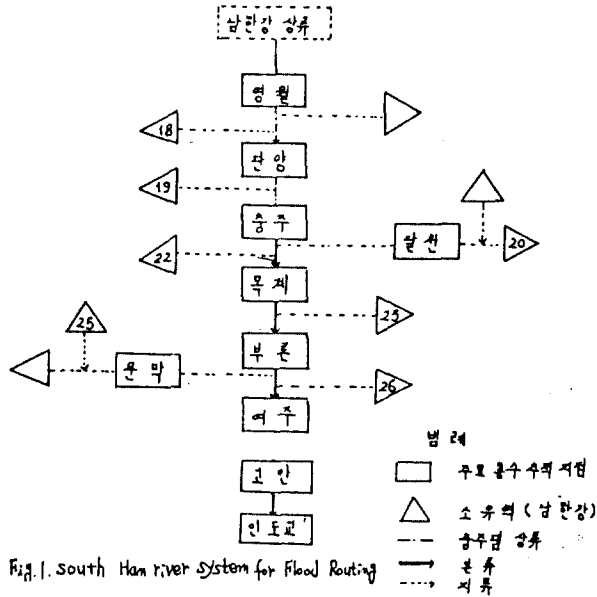 남한강 상류
영월
18
단양
19
충주
달천
20
22
목계
25
25
부론
문막
26
여주
고안
인도교
범례
주요 홍수 추적 지점
소유역 (남한강)
충주댐 상류
본류
지류
Fig.1. South Han river system for Flood Routing